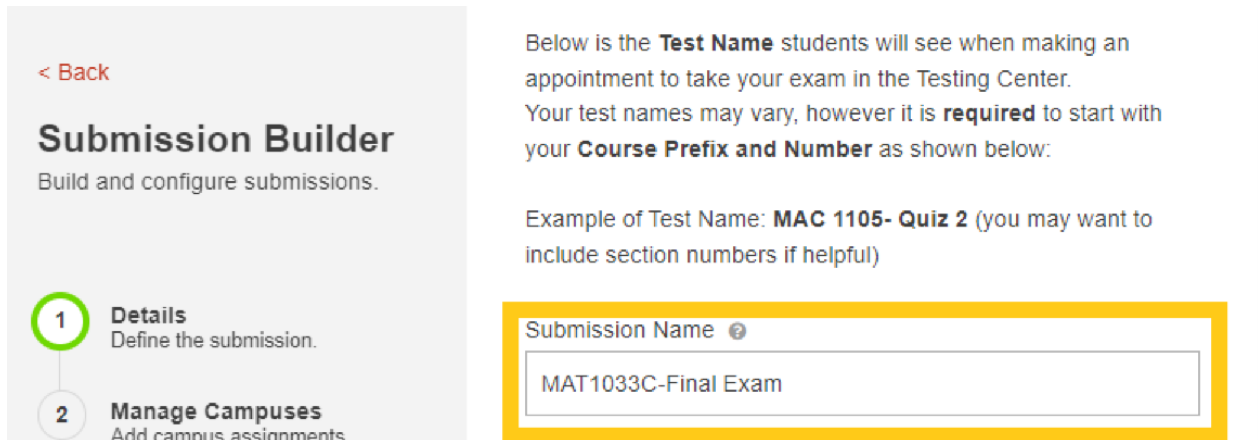 < Back
Submission Builder
Build and configure submissions.
1
Details
Define the submission.
2
Manage Campuses
Add campus assignments
Below is the Test Name students will see when making an
appointment to take your exam in the Testing Center.
Your test names may vary, however it is required to start with
your Course Prefix and Number as shown below:
Example of Test Name: MAC 1105- Quiz 2 (you may want to
include section numbers if helpful)
Submission Name ?
MAT1033C-Final Exam